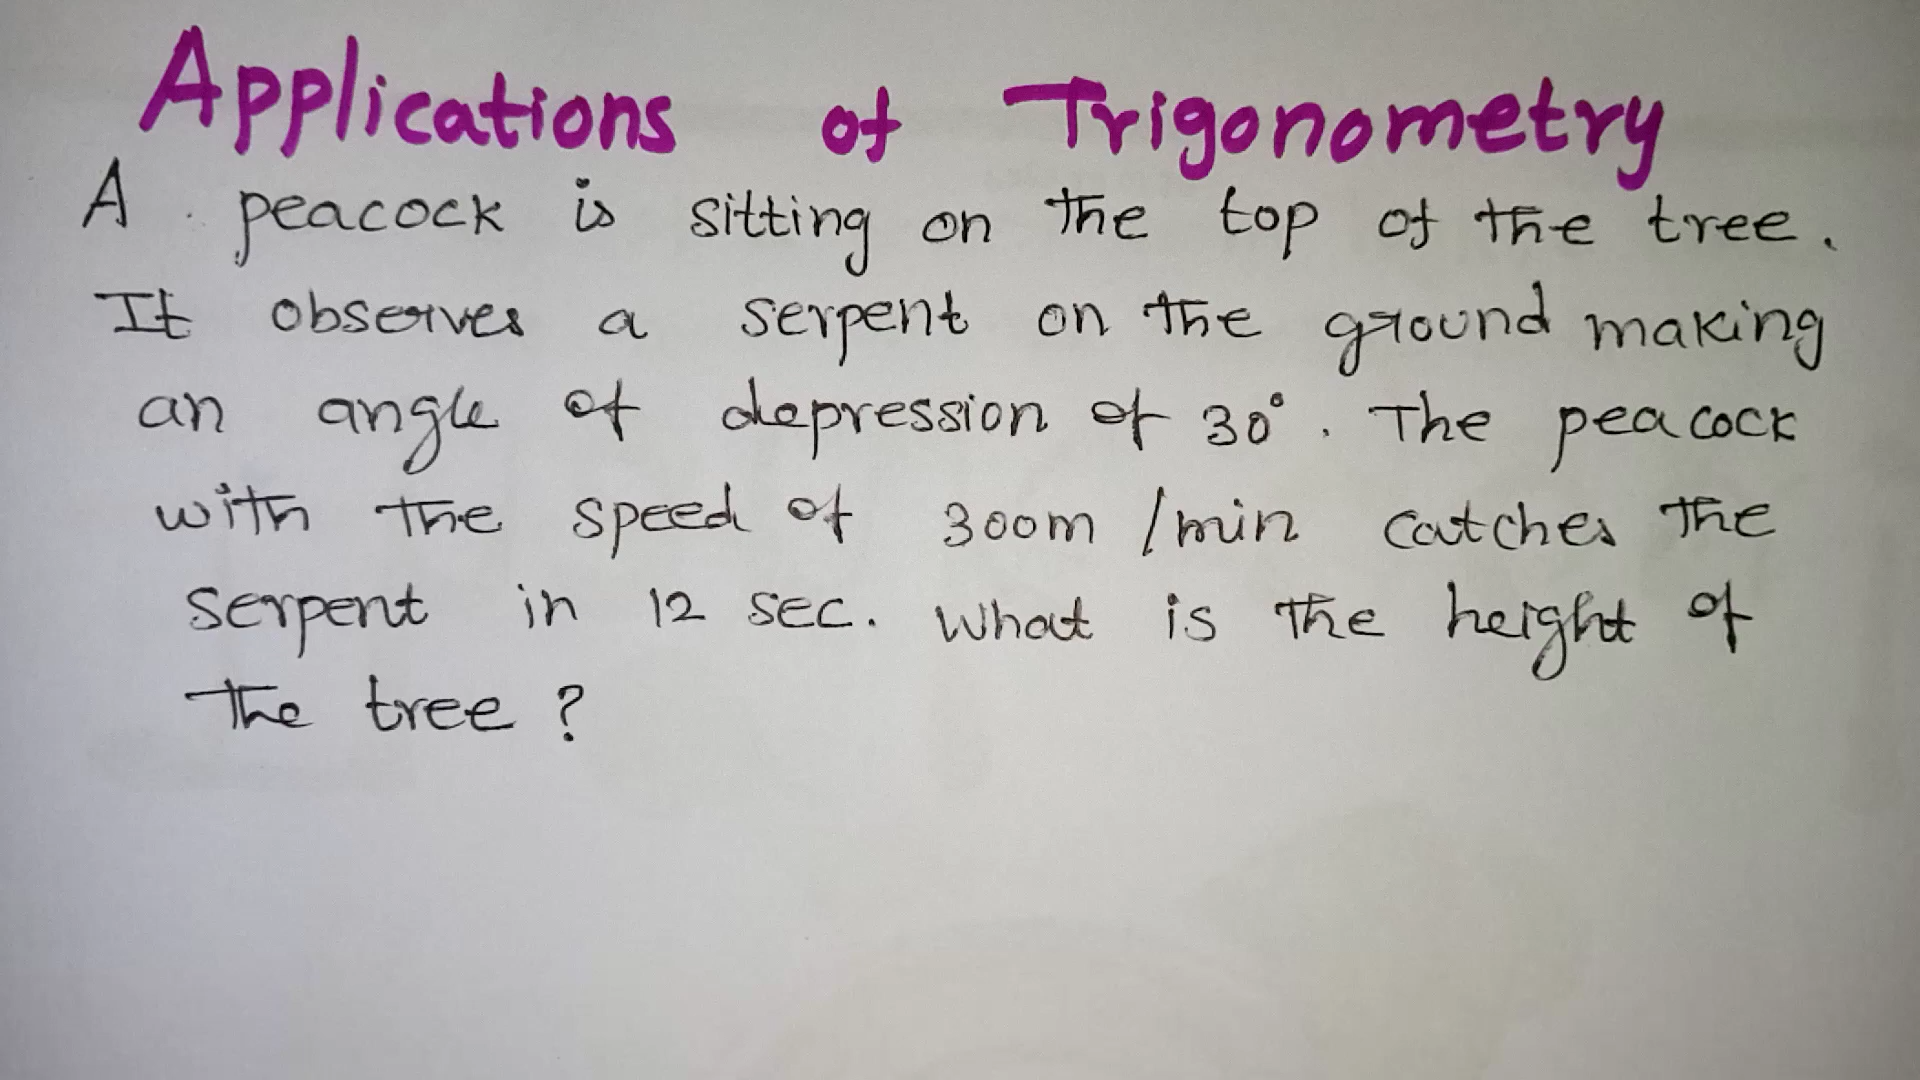 Applications of Trigonometry
A peacock is sitting on the top of the tree.
It observes a serpent on the ground making
an angle of depression of 30°. The peacock
with the speed of 300m /min catches the
serpent in 12 sec. What is the height of
the tree ?